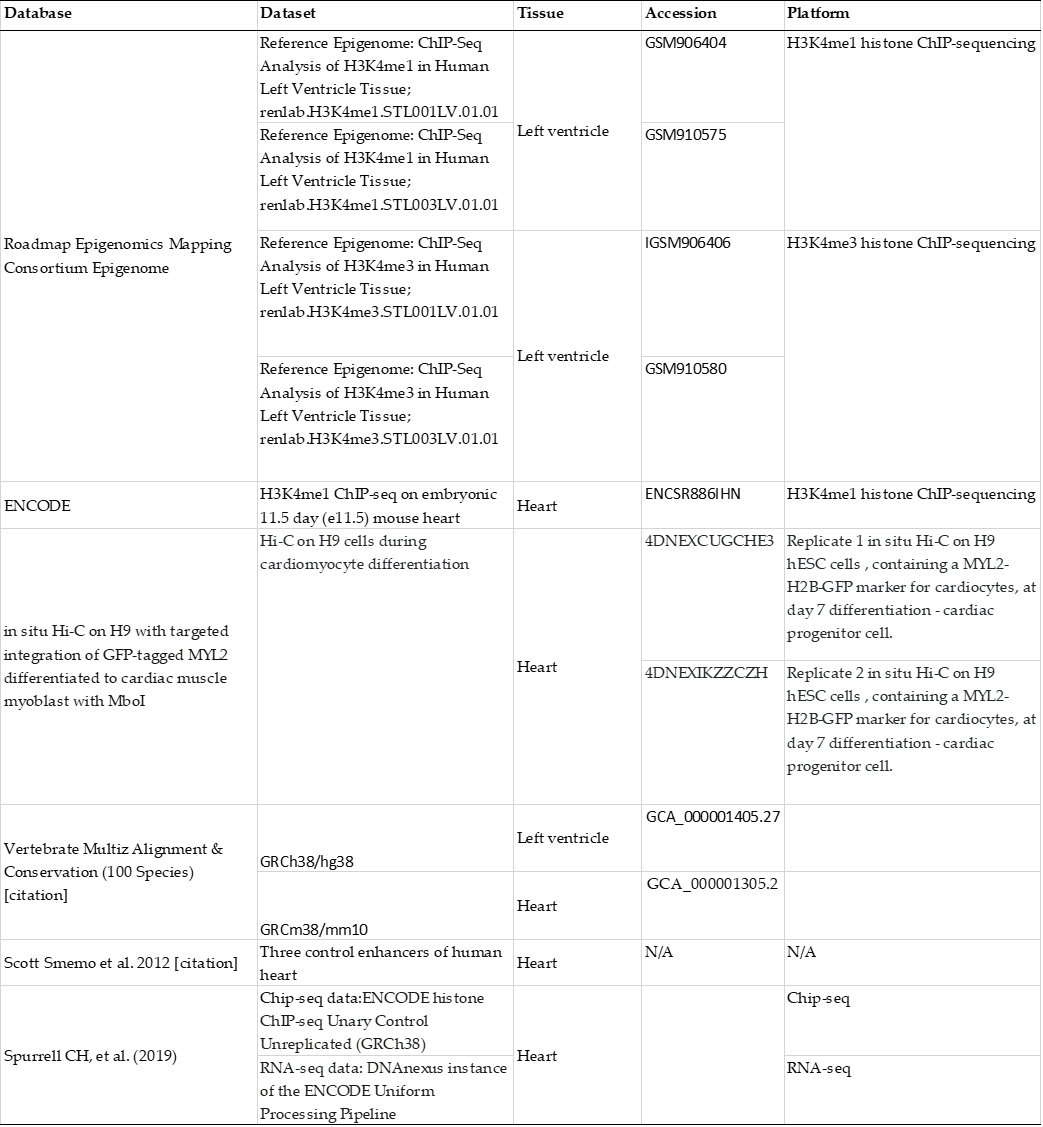 Database
Dataset
Tissue
Accession
Platform
Roadmap Epigenomics Mapping
Consortium Epigenome
Reference Epigenome: ChIP-Seq
Analysis of H3K4me1 in Human
Left Ventricle Tissue;
renlab.H3K4me1.STL001LV.01.01
Left ventricle
GSM906404
H3K4me1 histone ChIP-sequencing
Reference Epigenome: ChIP-Seq
Analysis of H3K4me1 in Human
Left Ventricle Tissue;
renlab.H3K4me1.STL003LV.01.01
GSM910575
Reference Epigenome: ChIP-Seq
Analysis of H3K4me3 in Human
Left Ventricle Tissue;
renlab.H3K4me3.STL001LV.01.01
Left ventricle
IGSM906406
H3K4me3 histone ChIP-sequencing
Reference Epigenome: ChIP-Seq
Analysis of H3K4me3 in Human
Left Ventricle Tissue;
renlab.H3K4me3.STL003LV.01.01
GSM910580
ENCODE
H3K4me1 ChIP-seq on embryonic
11.5 day (e11.5) mouse heart
Heart
ENCSR886IHN
H3K4me1 histone ChIP-sequencing
in situ Hi-C on H9 with targeted
integration of GFP-tagged MYL2
differentiated to cardiac muscle
myoblast with MboI
Hi-C on H9 cells during
cardiomyocyte differentiation
Heart
4DNEXCUGCHE3
Replicate 1 in situ Hi-C on H9
hESC cells , containing a MYL2-
H2B-GFP marker for cardiocytes, at
day 7 differentiation - cardiac
progenitor cell.
4DNEXIKZZCZH
Replicate 2 in situ Hi-C on H9
hESC cells , containing a MYL2-
H2B-GFP marker for cardiocytes, at
day 7 differentiation - cardiac
progenitor cell.
Vertebrate Multiz Alignment &
Conservation (100 Species)
[citation]
GRCh38/hg38
Left ventricle
GCA_000001405.27
GRCm38/mm10
Heart
GCA_000001305.2
Scott Smemo et al. 2012 [citation]
Three control enhancers of human
heart
Heart
N/A
N/A
Spurrell CH, et al. (2019)
Chip-seq data:ENCODE histone
ChIP-seq Unary Control
Unreplicated (GRCh38)
Heart
Chip-seq
RNA-seq data: DNAnexus instance
of the ENCODE Uniform
Processing Pipeline
RNA-seq